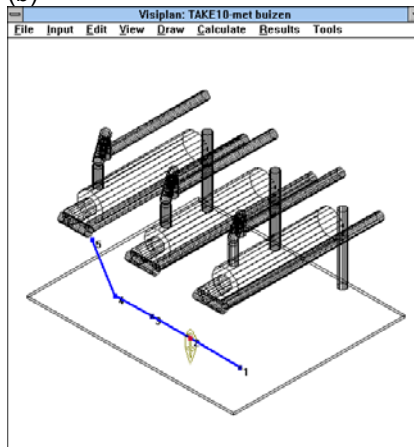 (b)
Visiplan: TAKE10-met buizen
File Input Edit View Draw Calculate Results Tools
5
4
3
2
1